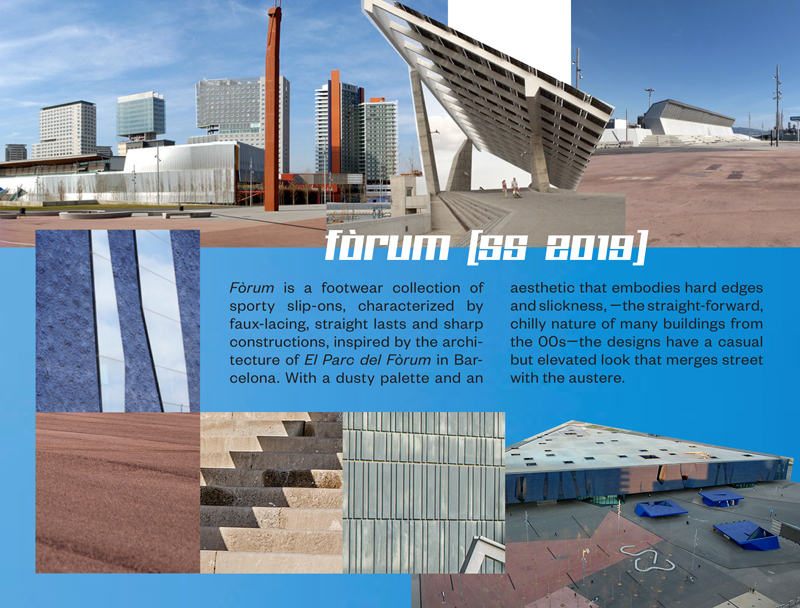 fòrum [ss 2019]
Fòrum is a footwear collection of
sporty slip-ons, characterized by
faux-lacing, straight lasts and sharp
constructions, inspired by the archi-
tecture of El Parc del Fòrum in Bar-
celona. With a dusty palette and an
aesthetic that embodies hard edges
and slickness, —the straight-forward,
chilly nature of many buildings from
the 00s—the designs have a casual
but elevated look that merges street
with the austere.